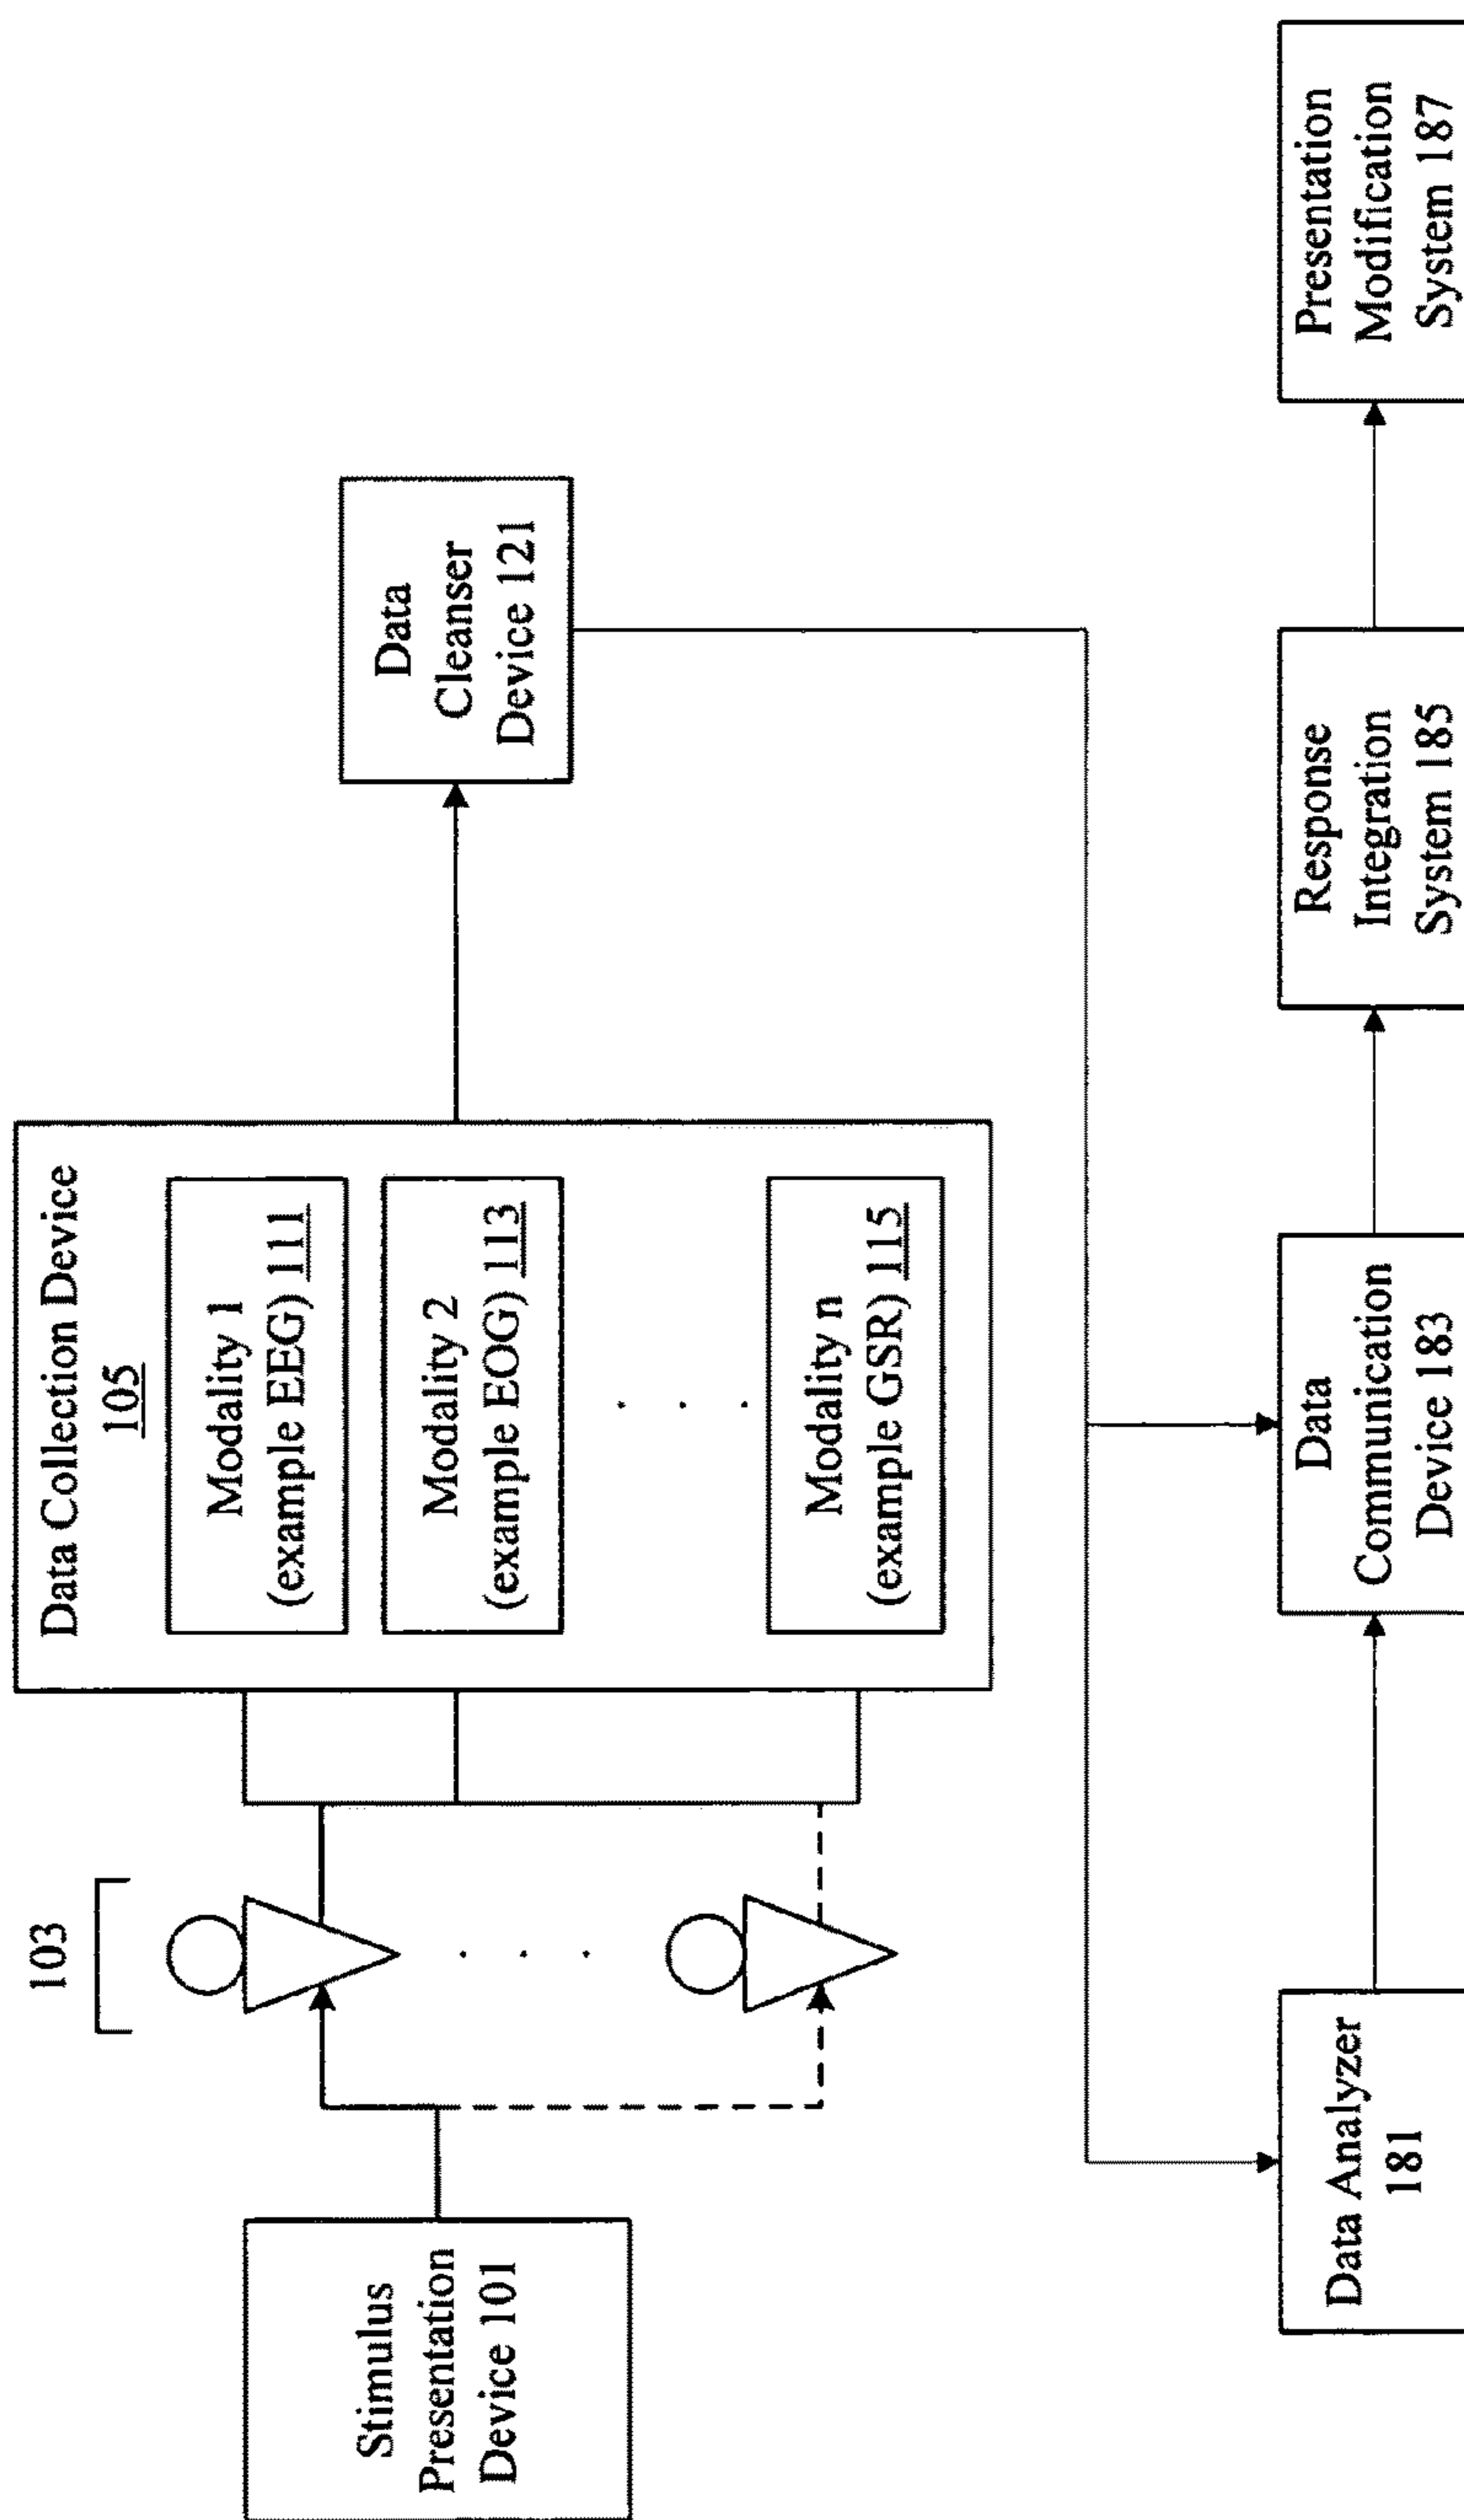 Stimulus
Presentation
Device 101
103
Data Collection Device
105
Modality 1
(example EEG) 111
Modality 2
(example EOG) 113
Modality n
(example GSR) 115
Data
Cleanser
Device 121
Data Analyzer
181
Data
Communication
Device 183
Response
Integration
System 185
Presentation
Modification
System 187